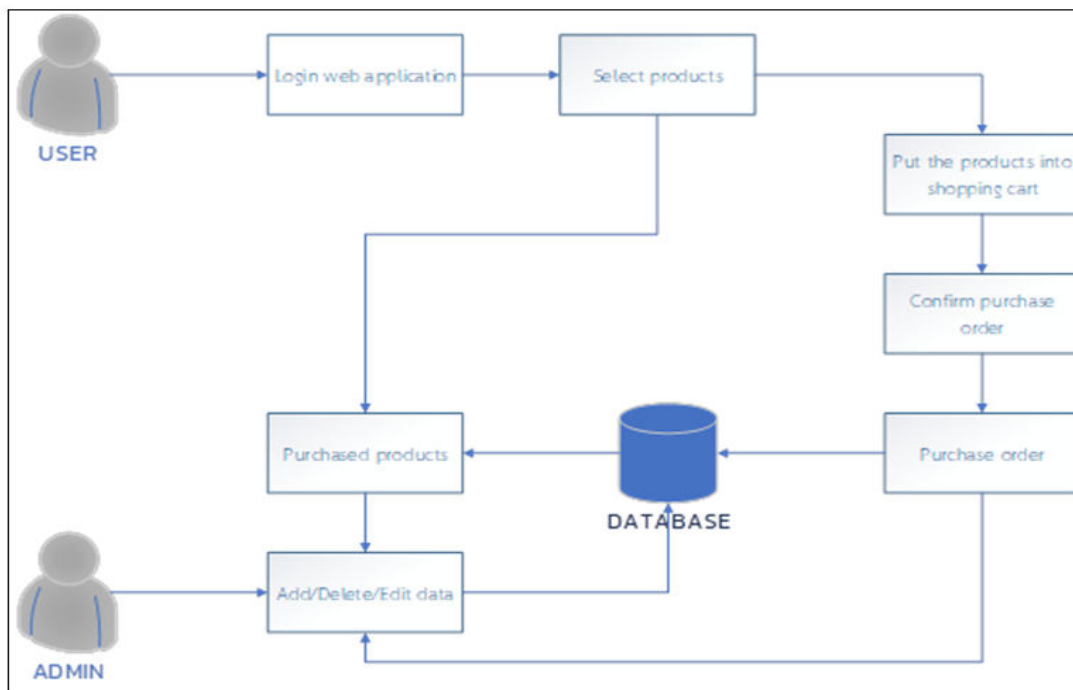 Login web application
Select products
USER
Put the products into
shopping cart
Confirm purchase
order
Purchased products
Purchase order
DATABASE
Add/Delete/Edit data
ADMIN